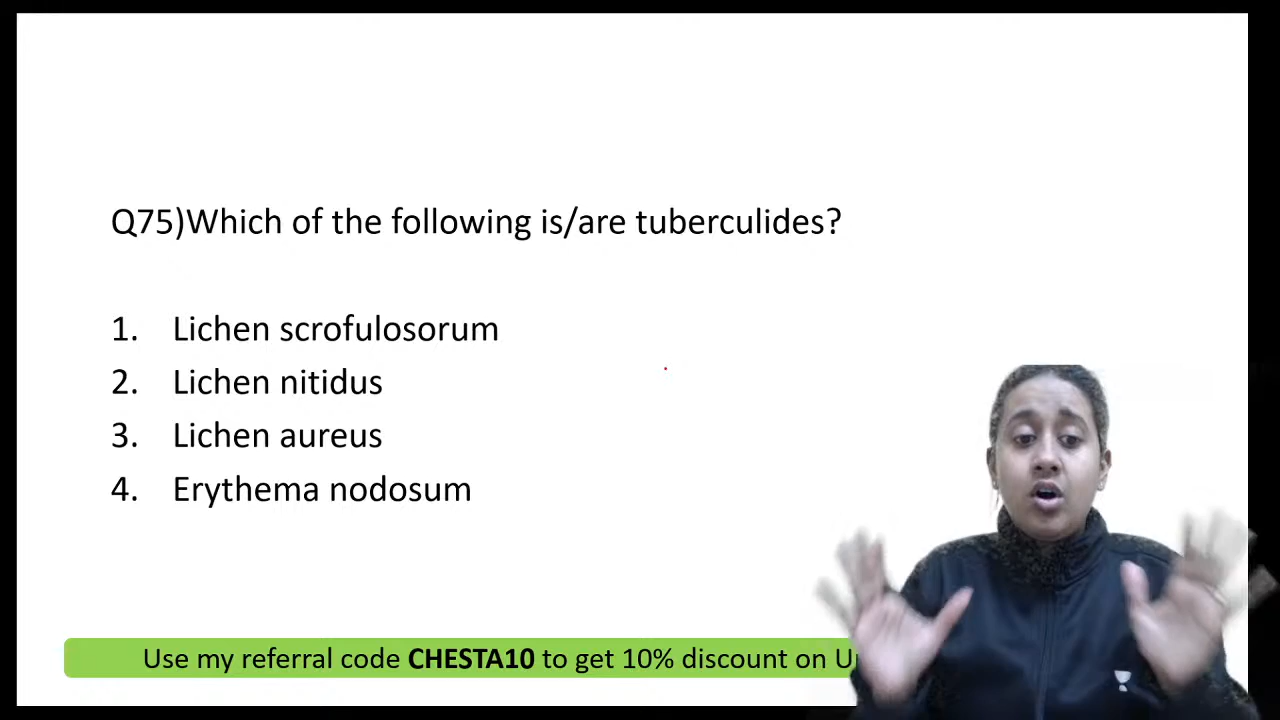 Q75)Which of the following is/are tuberculides?
1. Lichen scrofulosorum
2. Lichen nitidus
3. Lichen aureus
4. Erythema nodosum
Use my referral code CHESTA10 to get 10% discount on